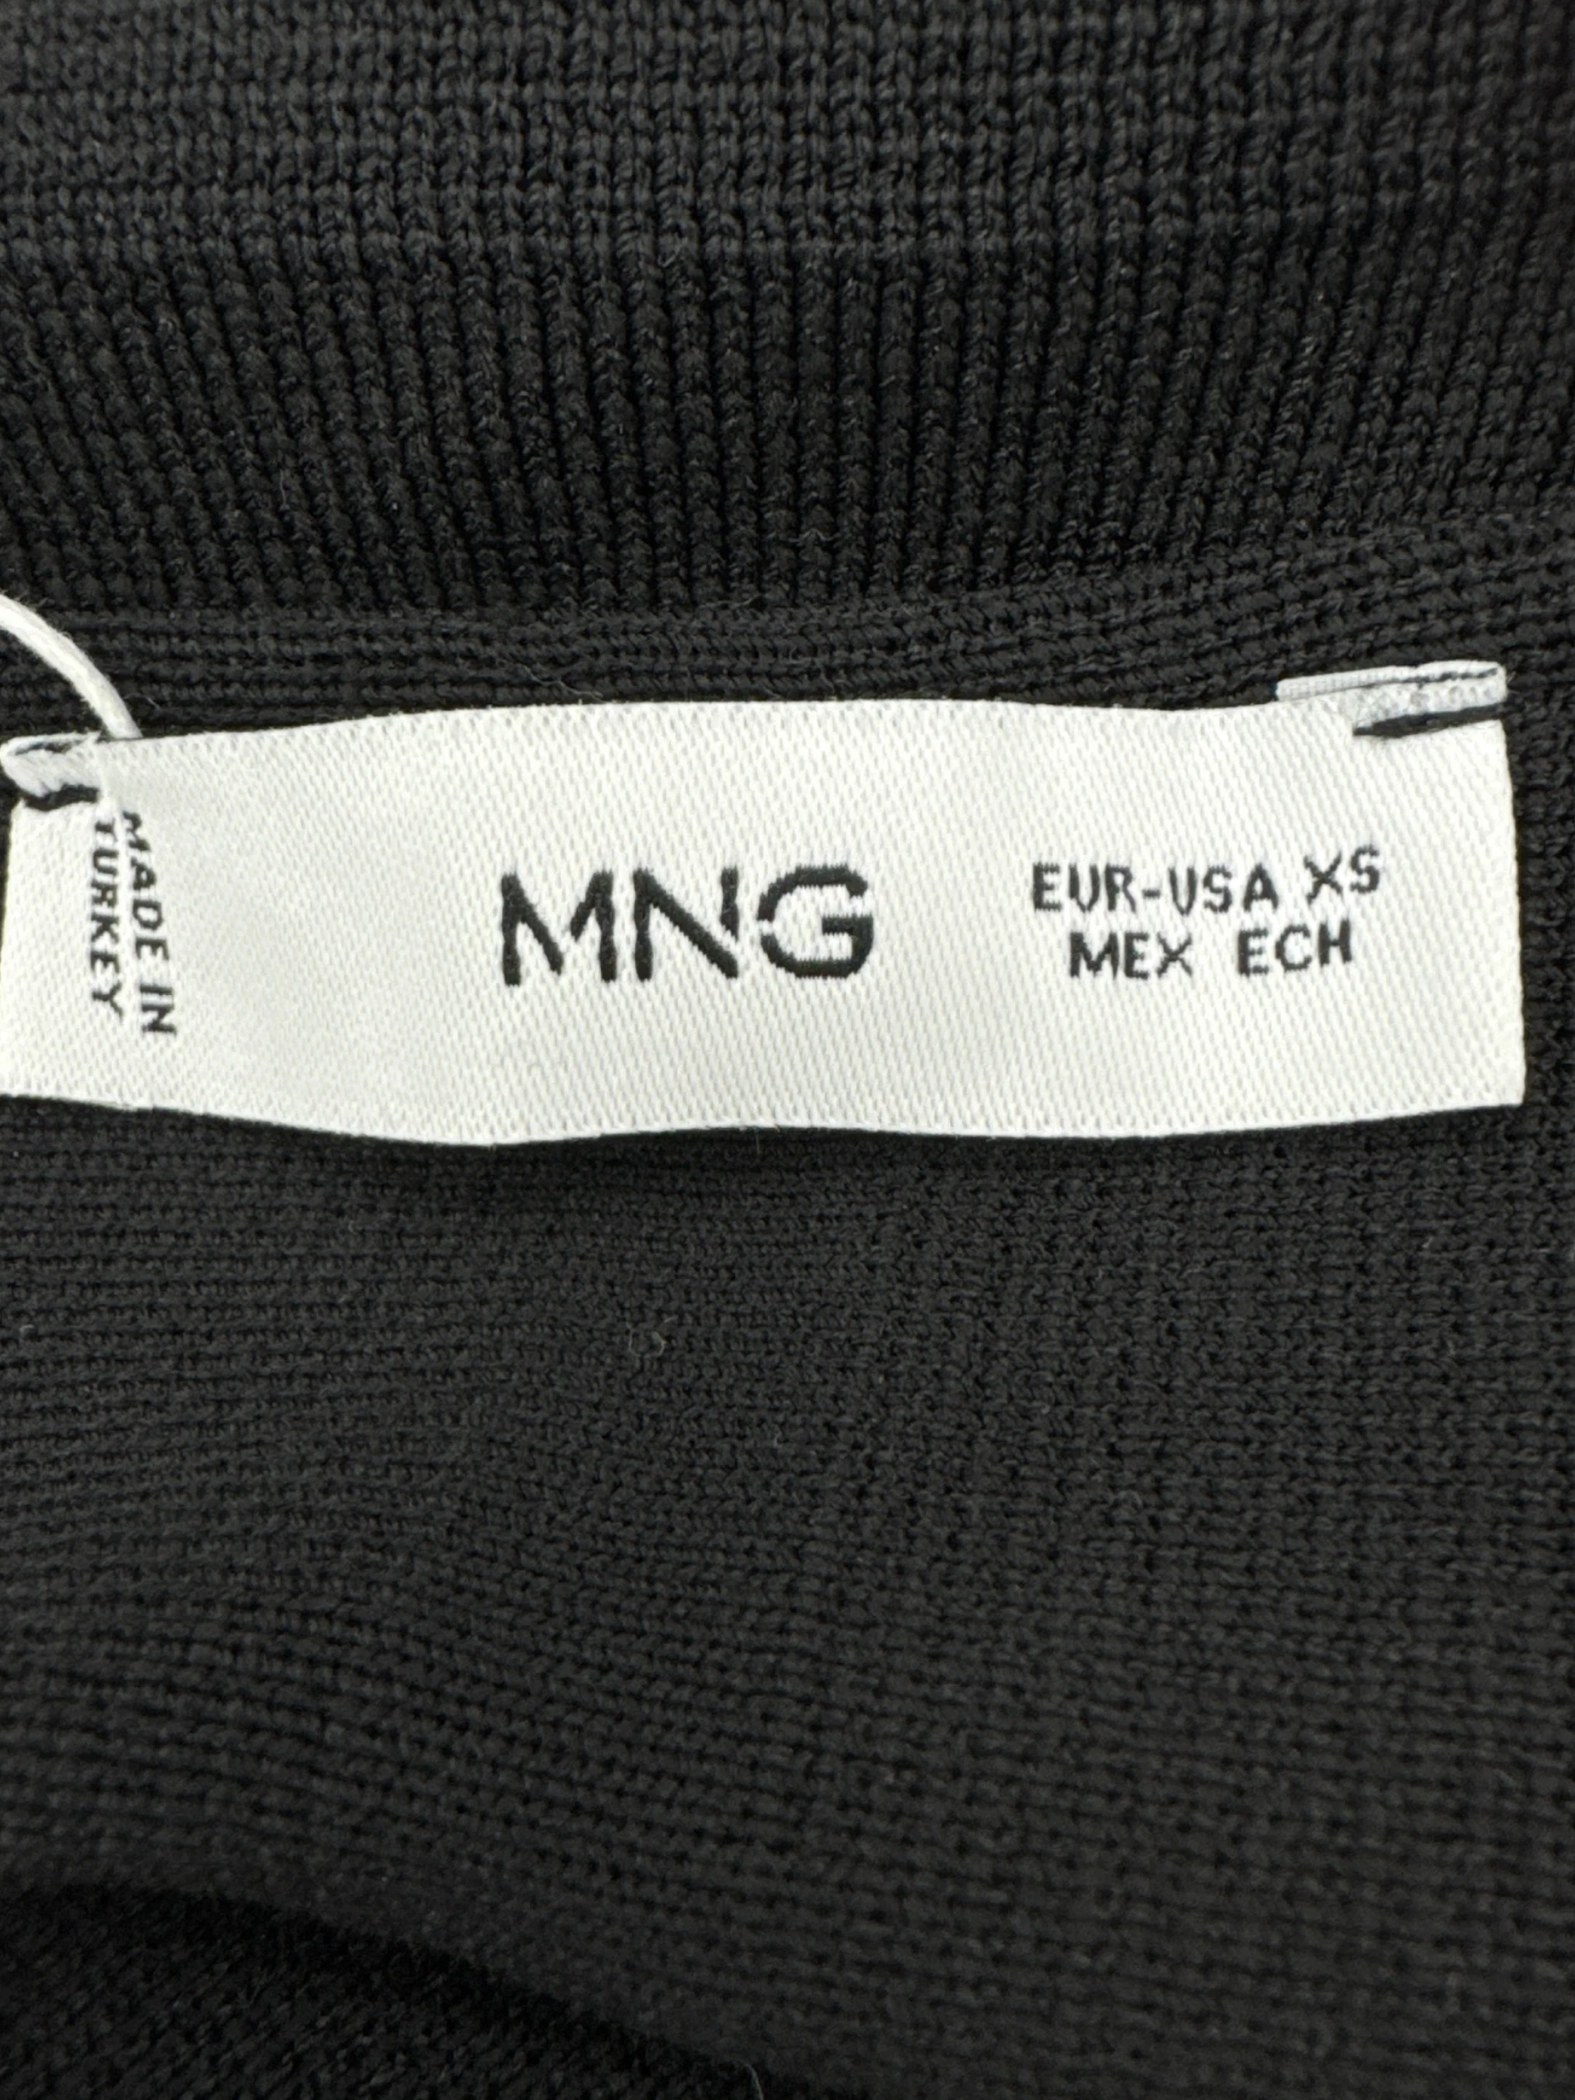 MADE IN
TURKEY
MNG
EUR-USA XS
MEX ECH